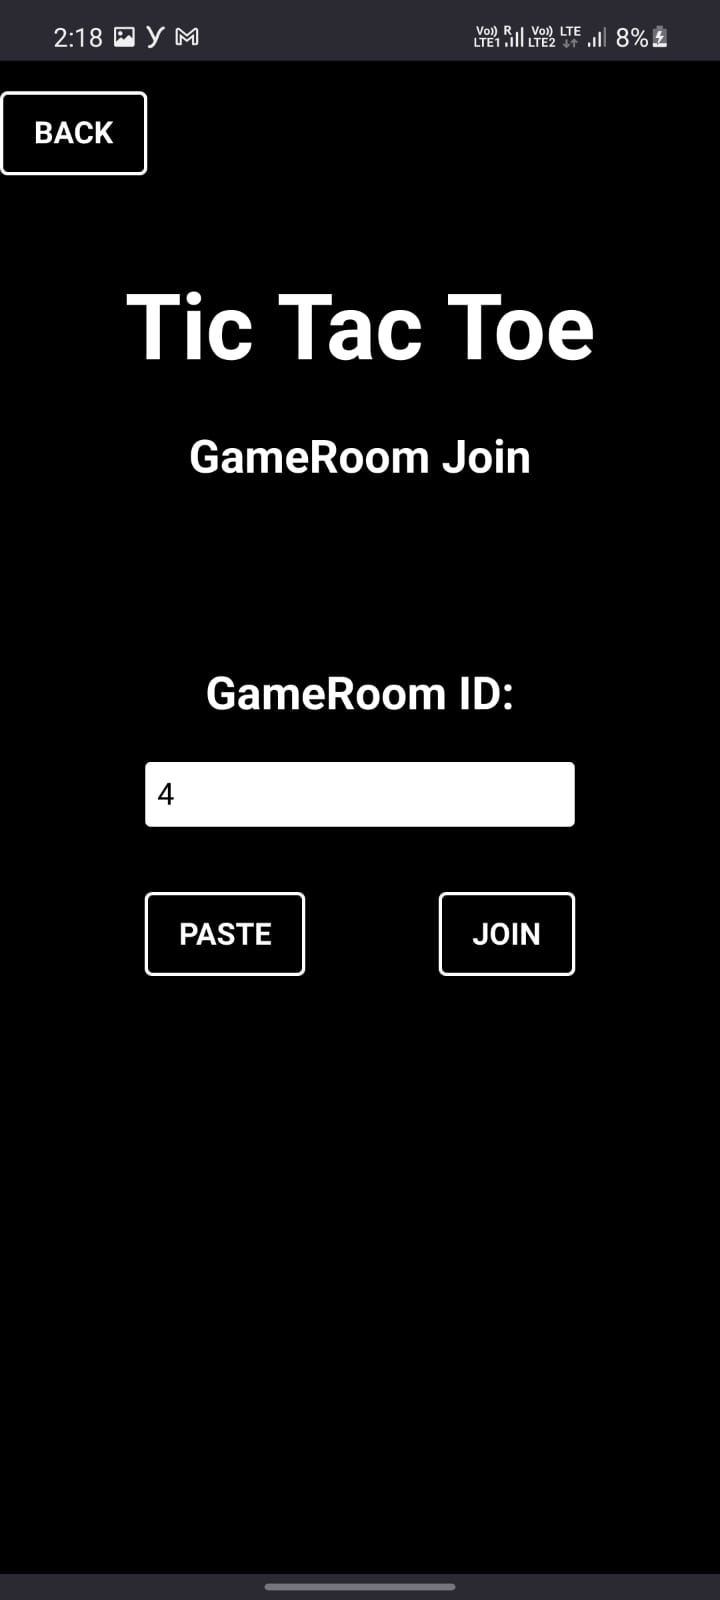 2:18 Vo)) R Vo)) LTE 8%
LTE1 LTE2
BACK
Tic Tac Toe
GameRoom Join
GameRoom ID:
4
PASTE JOIN